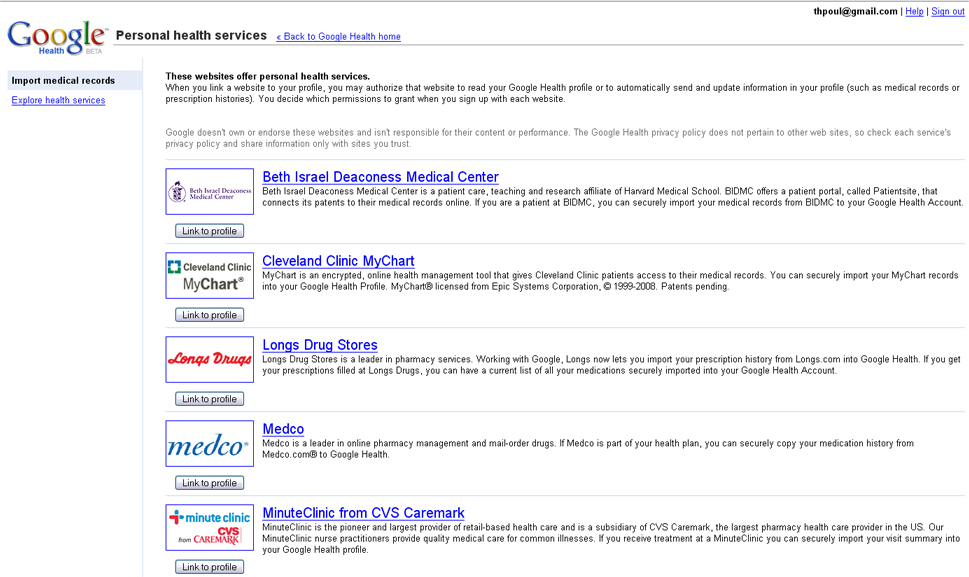 thpoul@gmail.com | Help | Sign out
Google Health BETA
Personal health services « Back to Google Health home
Import medical records
Explore health services
These websites offer personal health services.
When you link a website to your profile, you may authorize that website to read your Google Health profile or to automatically send and update information in your profile (such as medical records or
prescription histories). You decide which permissions to grant when you sign up with each website.
Google doesn't own or endorse these websites and isn't responsible for their content or performance. The Google Health privacy policy does not pertain to other web sites, so check each service's
privacy policy and share information only with sites you trust.
Beth Israel Deaconess
Medical Center
Beth Israel Deaconess Medical Center
Beth Israel Deaconess Medical Center is a patient care, teaching and research affiliate of Harvard Medical School. BIDMC offers a patient portal, called Patientsite, that
connects its patents to their medical records online. If you are a patient at BIDMC, you can securely import your medical records from BIDMC to your Google Health Account.
Link to profile
Cleveland Clinic
MyChart®
Cleveland Clinic MyChart
MyChart is an encrypted, online health management tool that gives Cleveland Clinic patients access to their medical records. You can securely import your MyChart records
into your Google Health Profile. MyChart® licensed from Epic Systems Corporation, © 1999-2008. Patents pending.
Link to profile
Longs Drugs
Longs Drug Stores
Longs Drug Stores is a leader in pharmacy services. Working with Google, Longs now lets you import your prescription history from Longs.com into Google Health. If you get
your prescriptions filled at Longs Drugs, you can have a current list of all your medications securely imported into your Google Health Account.
Link to profile
medco®
Medco
Medco is a leader in online pharmacy management and mail-order drugs. If Medco is part of your health plan, you can securely copy your medication history from
Medco.com® to Google Health.
Link to profile
minute clinic
from CVS CAREMARK
MinuteClinic from CVS Caremark
MinuteClinic is the pioneer and largest provider of retail-based health care and is a subsidiary of CVS Caremark, the largest pharmacy health care provider in the US. Our
MinuteClinic nurse practitioners provide quality medical care for common illnesses. If you receive treatment at a MinuteClinic you can securely import your visit summary into
your Google Health profile.
Link to profile